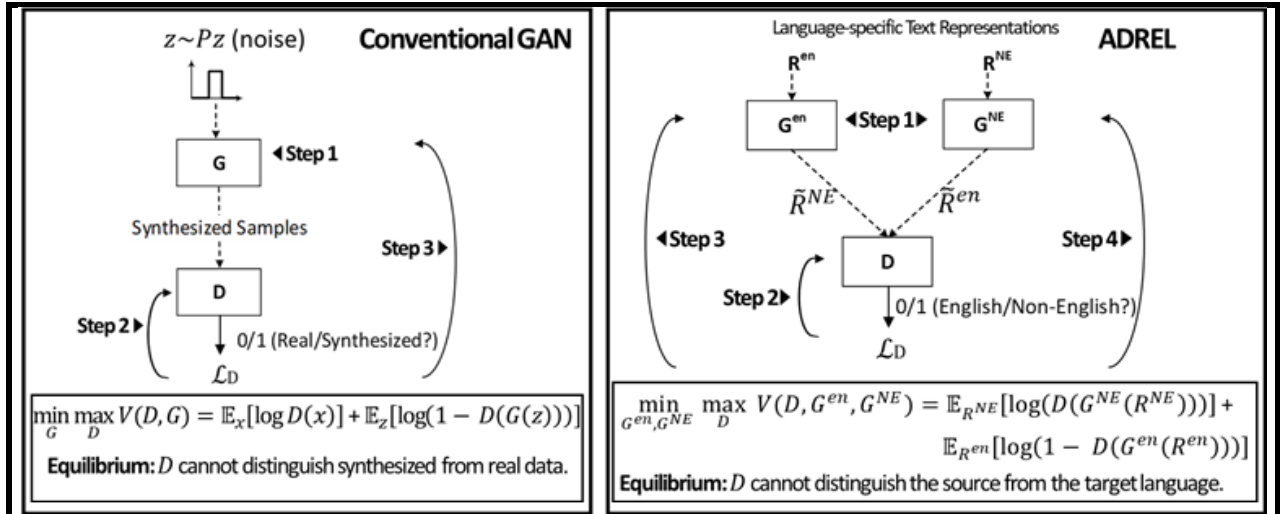 z~Pz (noise)
Conventional GAN
G
◀Step 1
Synthesized Samples
Step 3▶
D
Step 2▶
0/1 (Real/Synthesized?)
ℒD
min max V(D, G) = 𝔼x[log D(x)] + 𝔼z[log(1 − D(G(z)))]
G D
Equilibrium: D cannot distinguish synthesized from real data.
Language-specific Text Representations
ADREL
R^en R^NE
G^en ◀Step 1▶ G^NE
R̃^NE R̃^en
◀Step 3
Step 4▶
D
Step 2▶
0/1 (English/Non-English?)
ℒD
min max V(D, G^en, G^NE) = 𝔼R^NE[log(D(G^NE(R^NE)))] +
G^en,G^NE D
𝔼R^en[log(1 − D(G^en(R^en)))]
Equilibrium: D cannot distinguish the source from the target language.